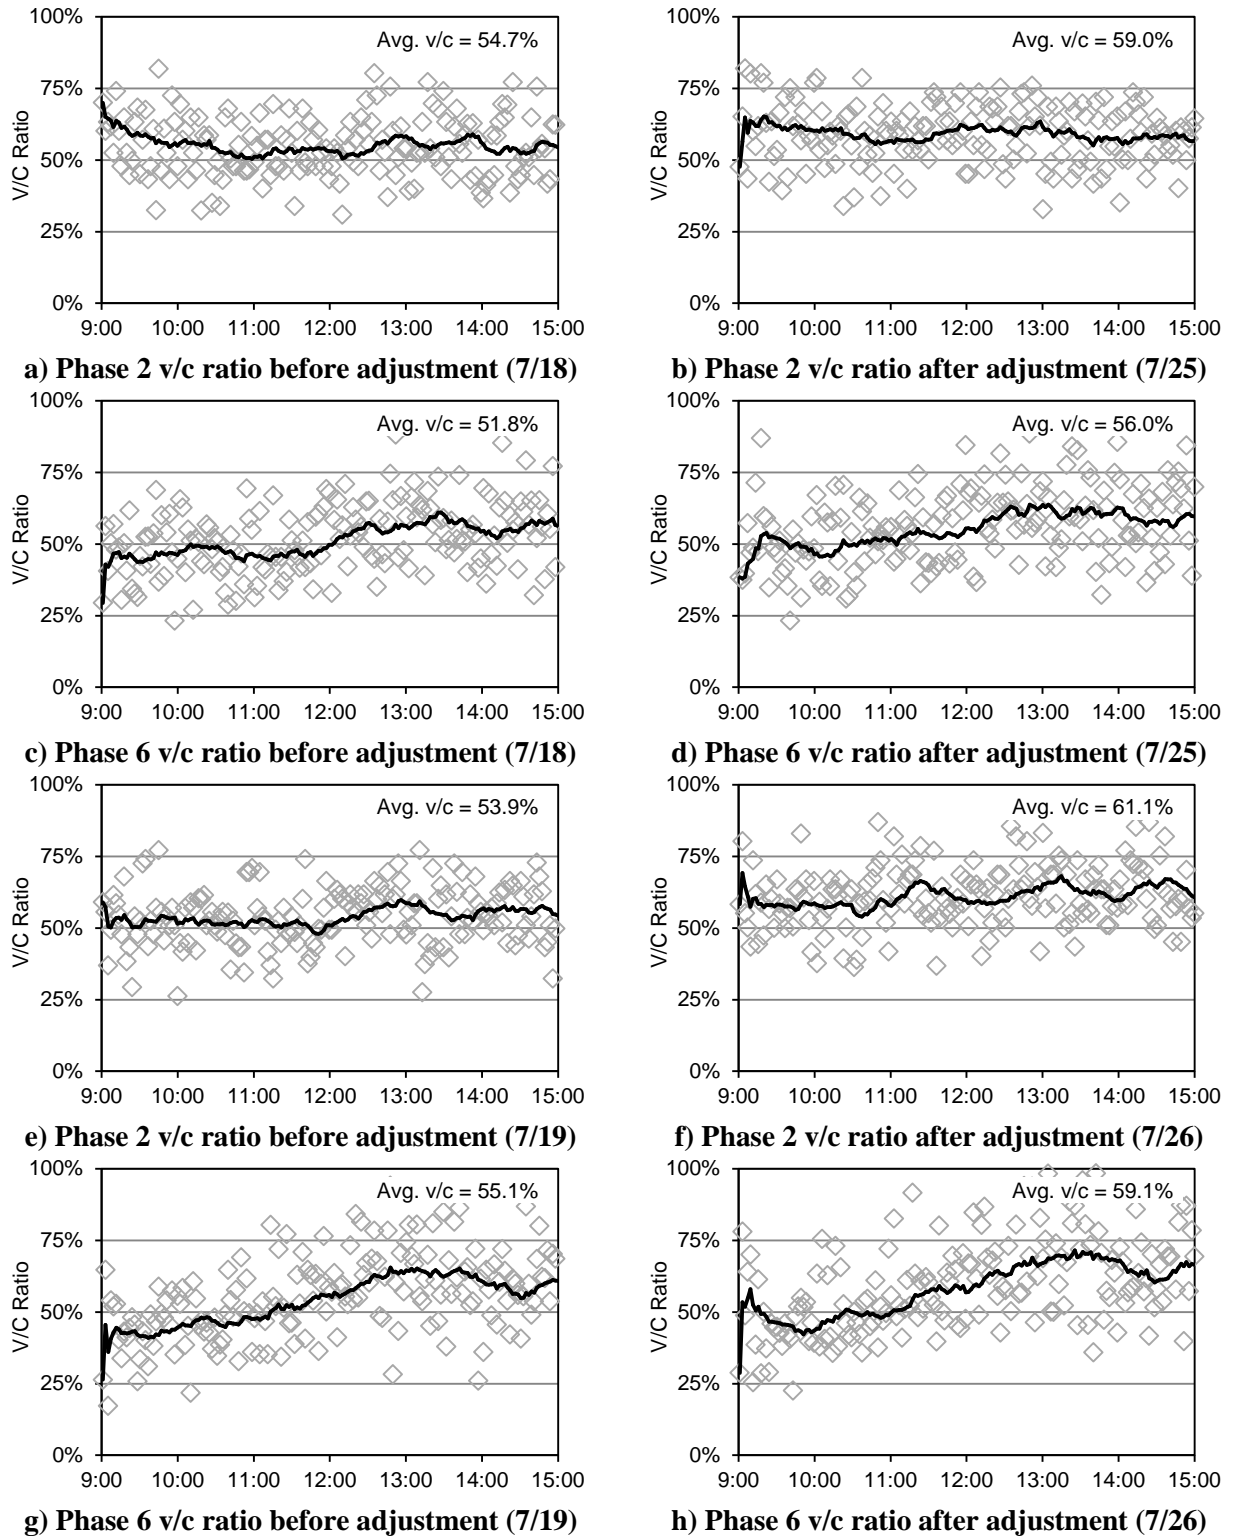 100%
75%
50%
25%
0%
V/C Ratio
Avg. v/c = 54.7%
9:00 10:00 11:00 12:00 13:00 15:00
a) Phase 2 v/c ratio before adjustment (7/18)
100%
75%
50%
25%
0%
V/C Ratio
Avg. v/c = 59.0%
9:00 10:00 11:00 12:00 13:00 15:00
b) Phase 2 v/c ratio after adjustment (7/25)
100%
75%
50%
25%
0%
V/C Ratio
Avg. v/c = 51.8%
9:00 10:00 11:00 12:00 13:00 14:00 15:00
c) Phase 6 v/c ratio before adjustment (7/18)
100%
75%
50%
25%
0%
V/C Ratio
Avg. v/c = 56.0%
9:00 10:00 11:00 12:00 13:00 14:00 15:00
d) Phase 6 v/c ratio after adjustment (7/25)
100%
75%
50%
25%
0%
V/C Ratio
Avg. v/c = 53.9%
9:00 10:00 11:00 12:00 13:00 14:00 15:00
e) Phase 2 v/c ratio before adjustment (7/19)
100%
75%
50%
25%
0%
V/C Ratio
Avg. v/c = 61.1%
9:00 10:00 11:00 12:00 13:00 14:00 15:00
f) Phase 2 v/c ratio after adjustment (7/26)
100%
75%
50%
25%
0%
V/C Ratio
Avg. v/c = 55.1%
9:00 10:00 11:00 12:00 13:00 14:00 15:00
g) Phase 6 v/c ratio before adjustment (7/19)
100%
75%
50%
25%
0%
V/C Ratio
Avg. v/c = 59.1%
9:00 10:00 11:00 12:00 13:00 14:00 15:00
h) Phase 6 v/c ratio after adjustment (7/26)